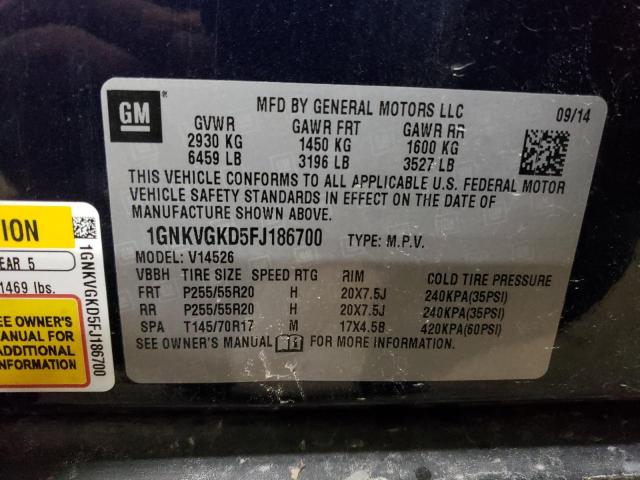 GM
MFD BY GENERAL MOTORS LLC
09/14
GVWR GAWR FRT GAWR RR
2930 KG 1450 KG 1600 KG
6459 LB 3196 LB 3527 LB
THIS VEHICLE CONFORMS TO ALL APPLICABLE U.S. FEDERAL MOTOR
VEHICLE SAFETY STANDARDS IN EFFECT ON THE DATE OF
MANUFACTURE SHOWN ABOVE.
1GNKVGKD5FJ186700 TYPE: M.P.V.
MODEL: V14526
VBBH TIRE SIZE SPEED RTG RIM COLD TIRE PRESSURE
FRT P255/55R20 H 20X7.5J 240KPA(35PSI)
RR P255/55R20 H 20X7.5J 240KPA(35PSI)
SPA T145/70R17 M 17X4.5B 420KPA(60PSI)
SEE OWNER'S MANUAL FOR MORE INFORMATION.
TION
EAR 5
1469 lbs.
EE OWNER'S
MANUAL FOR
ADDITIONAL
FORMATION
1GNKVGKD5FJ186700